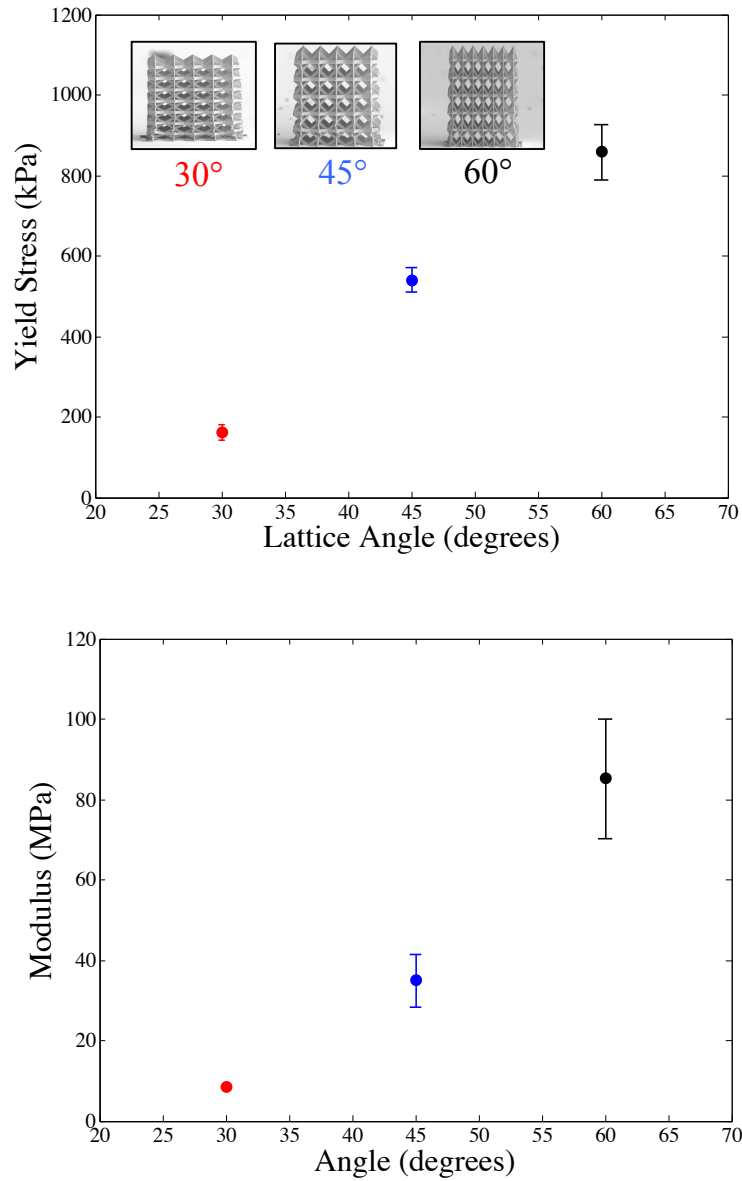 1200
1000
800
600
400
200
0
Yield Stress (kPa)
30°
45°
60°
20 25 30 35 40 45 50 55 60 65 70
Lattice Angle (degrees)
120
100
80
60
40
20
0
Modulus (MPa)
20 25 30 35 40 45 50 55 60 65 70
Angle (degrees)